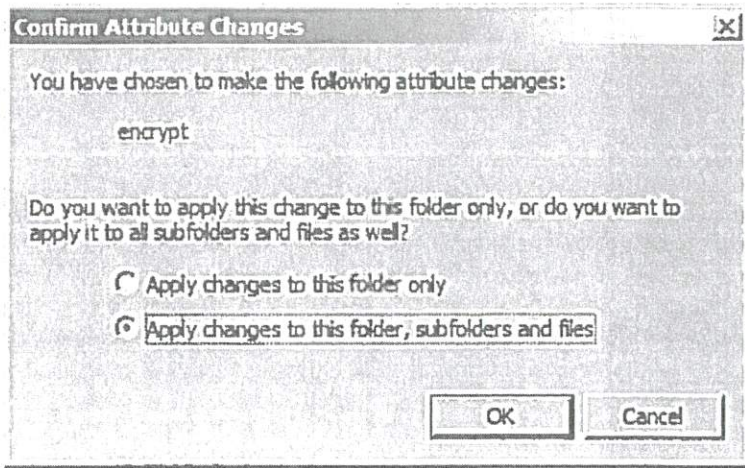 Confirm Attribute Changes
You have chosen to make the following attribute changes:
encrypt
Do you want to apply this change to this folder only, or do you want to
apply it to all subfolders and files as well?
Apply changes to this folder only
Apply changes to this folder, subfolders and files
OK
Cancel